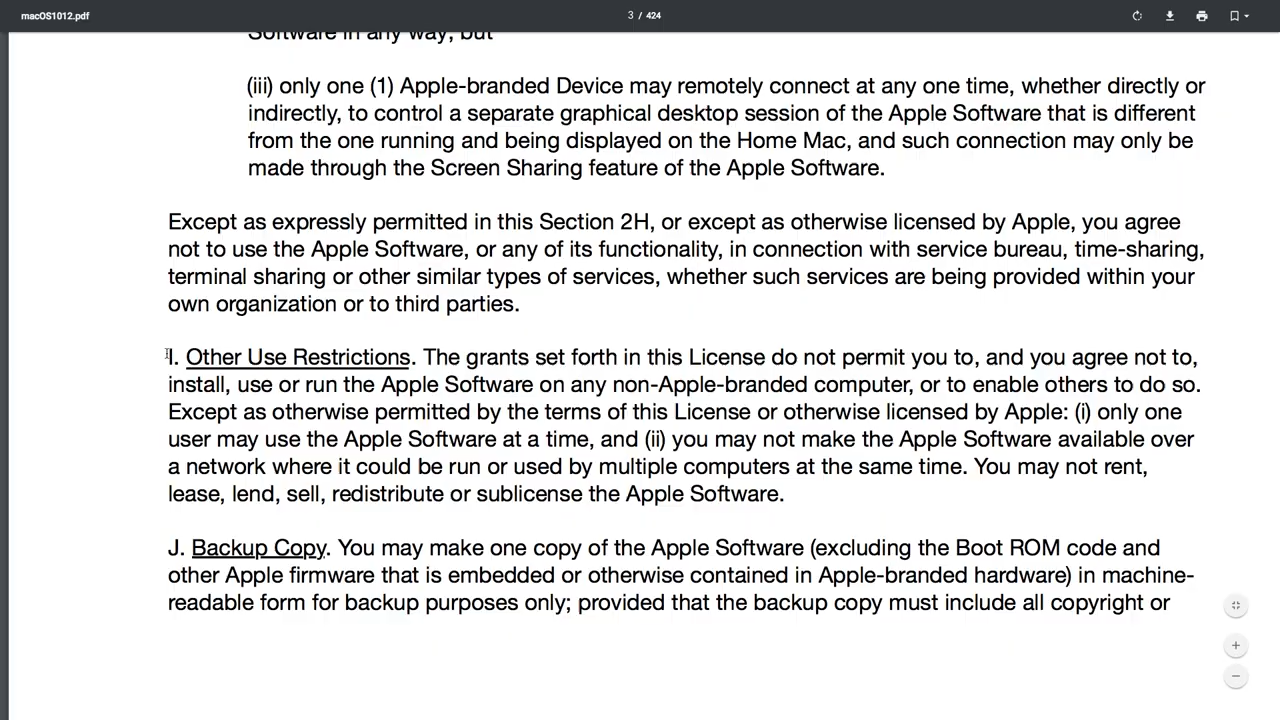 macOS1012.pdf
3 / 424
Software in any way; but
(iii) only one (1) Apple-branded Device may remotely connect at any one time, whether directly or
indirectly, to control a separate graphical desktop session of the Apple Software that is different
from the one running and being displayed on the Home Mac, and such connection may only be
made through the Screen Sharing feature of the Apple Software.
Except as expressly permitted in this Section 2H, or except as otherwise licensed by Apple, you agree
not to use the Apple Software, or any of its functionality, in connection with service bureau, time-sharing,
terminal sharing or other similar types of services, whether such services are being provided within your
own organization or to third parties.
I. Other Use Restrictions. The grants set forth in this License do not permit you to, and you agree not to,
install, use or run the Apple Software on any non-Apple-branded computer, or to enable others to do so.
Except as otherwise permitted by the terms of this License or otherwise licensed by Apple: (i) only one
user may use the Apple Software at a time, and (ii) you may not make the Apple Software available over
a network where it could be run or used by multiple computers at the same time. You may not rent,
lease, lend, sell, redistribute or sublicense the Apple Software.
J. Backup Copy. You may make one copy of the Apple Software (excluding the Boot ROM code and
other Apple firmware that is embedded or otherwise contained in Apple-branded hardware) in machine-
readable form for backup purposes only; provided that the backup copy must include all copyright or